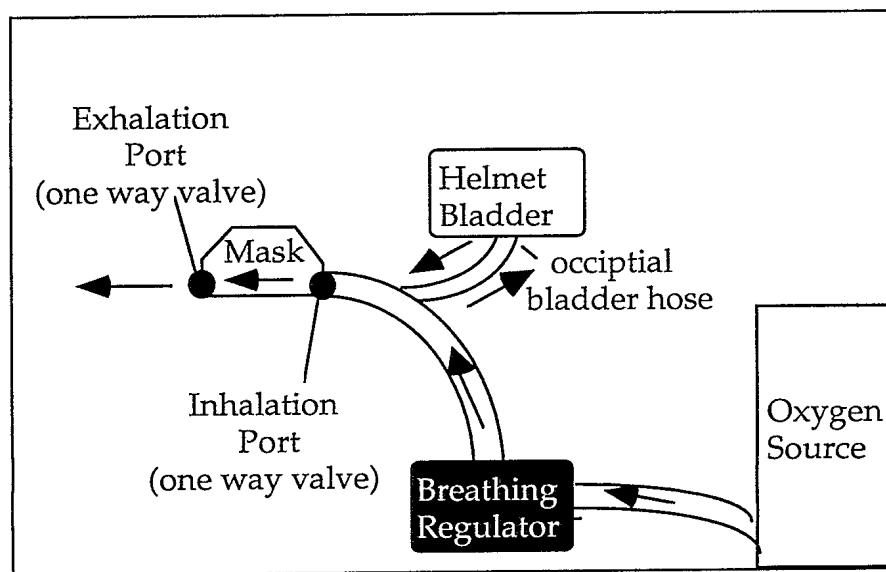 Exhalation
Port
(one way valve)
Mask
Helmet
Bladder
occiptial
bladder hose
Inhalation
Port
(one way valve)
Breathing
Regulator
Oxygen
Source